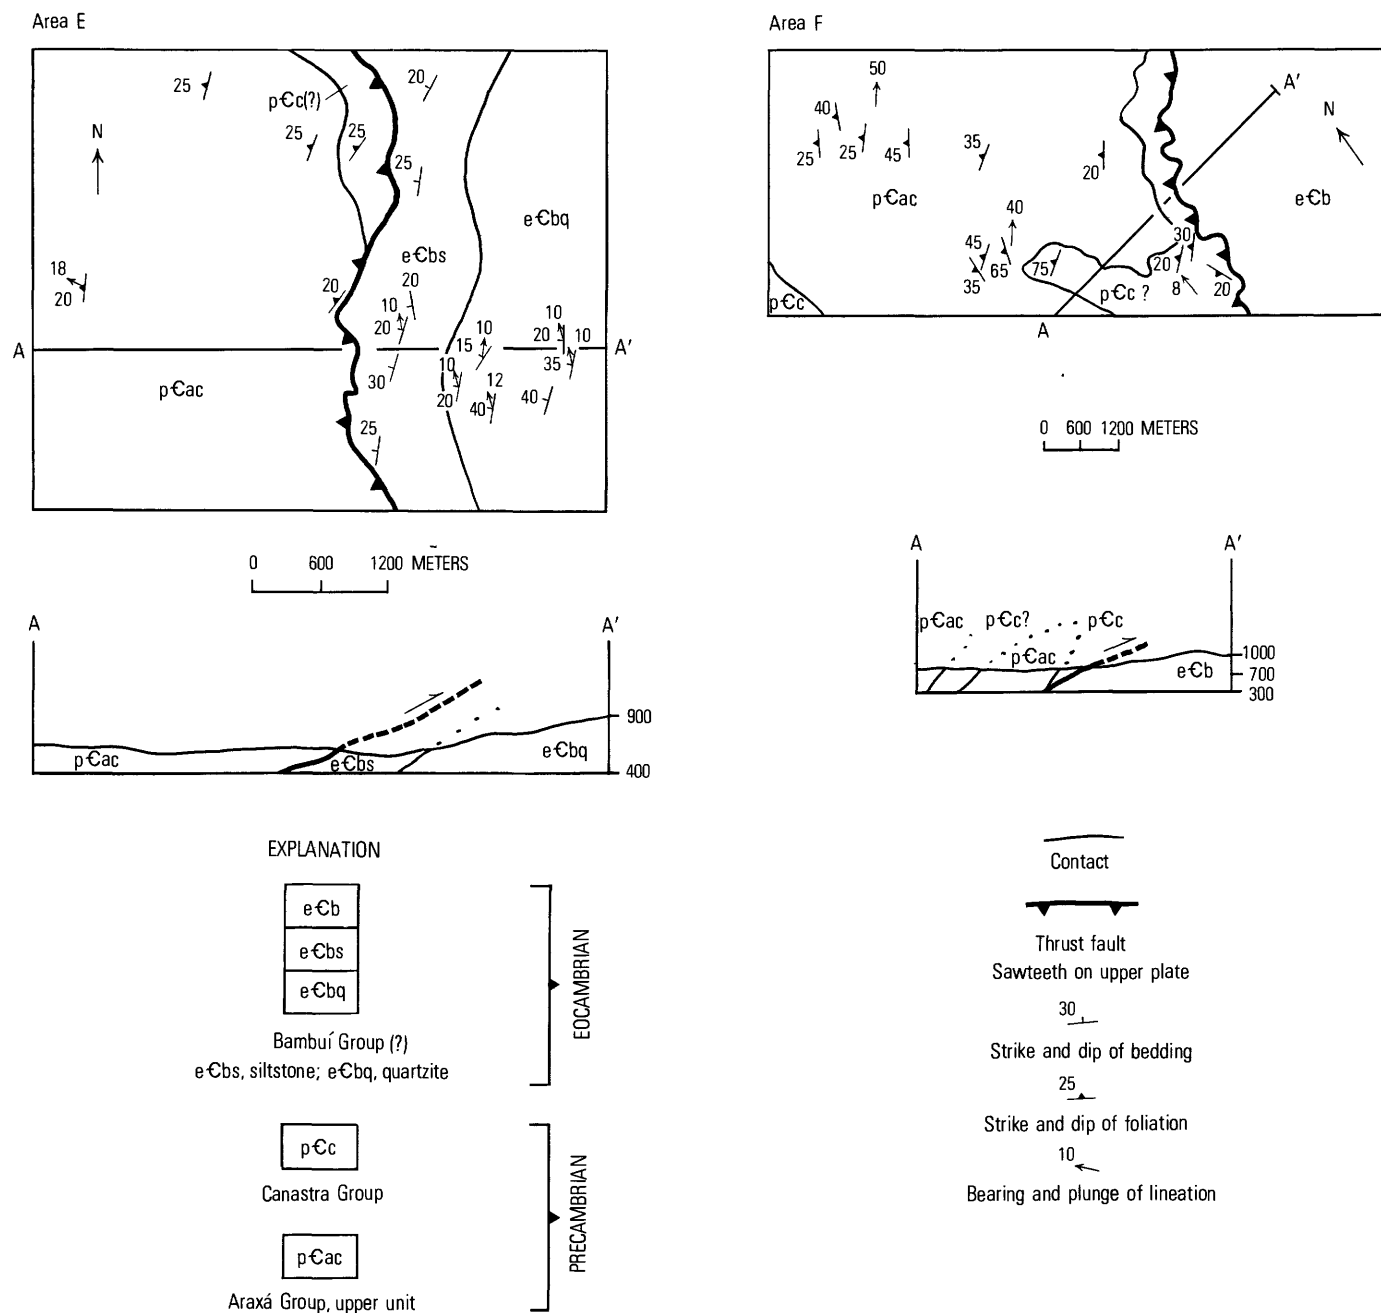 Area E
25
20
p€c(?)
25
25
25
N
e€bq
e€bs
18
20
20
20
10
20
10
15
10
20
10
A
A'
30
10
35
12
20
40
40
p€ac
25
0 600 1200 METERS
A
A'
900
p€ac
e€bs
e€bq
400
Area F
50
A'
40
N
25
25
45
35
20
p€ac
e€b
40
45
30
65
75
20
35
p€c
p€c ?
8
20
A
0 600 1200 METERS
A
A'
p€ac
p€c?
p€c
p€ac
1000
e€b
700
300
EXPLANATION
e€b
e€bs
e€bq
Bambuí Group (?)
e€bs, siltstone; e€bq, quartzite
EOCAMBRIAN
p€c
Canastra Group
p€ac
Araxá Group, upper unit
PRECAMBRIAN
Contact
Thrust fault
Sawteeth on upper plate
30
Strike and dip of bedding
25
Strike and dip of foliation
10
Bearing and plunge of lineation